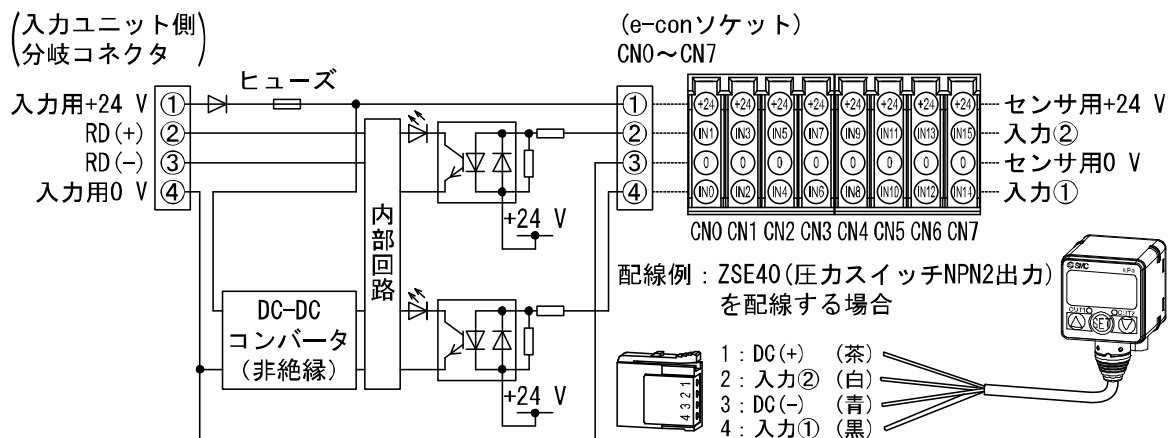 (入力ユニット側)
分岐コネクタ
入力用+24 V ①
RD(+) ②
RD(-) ③
入力用0 V ④
ヒューズ
内部回路
DC-DC
コンバータ
(非絶縁)
+24 V
+24 V
(e-conソケット)
CN0～CN7
①
②
③
④
+24 +24 +24 +24 +24 +24 +24 +24
IN1 IN3 IN5 IN7 IN9 IN11 IN13 IN15
0 0 0 0 0 0 0 0
IN0 IN2 IN4 IN6 IN8 IN10 IN12 IN14
センサ用+24 V
入力②
センサ用0 V
入力①
CN0 CN1 CN2 CN3 CN4 CN5 CN6 CN7
配線例：ZSE40(圧力スイッチNPN2出力)
を配線する場合
4 3 2 1
1：DC(+) (茶)
2：入力② (白)
3：DC(-) (青)
4：入力① (黒)
SMC kPa
OUT1 OUT2
SET